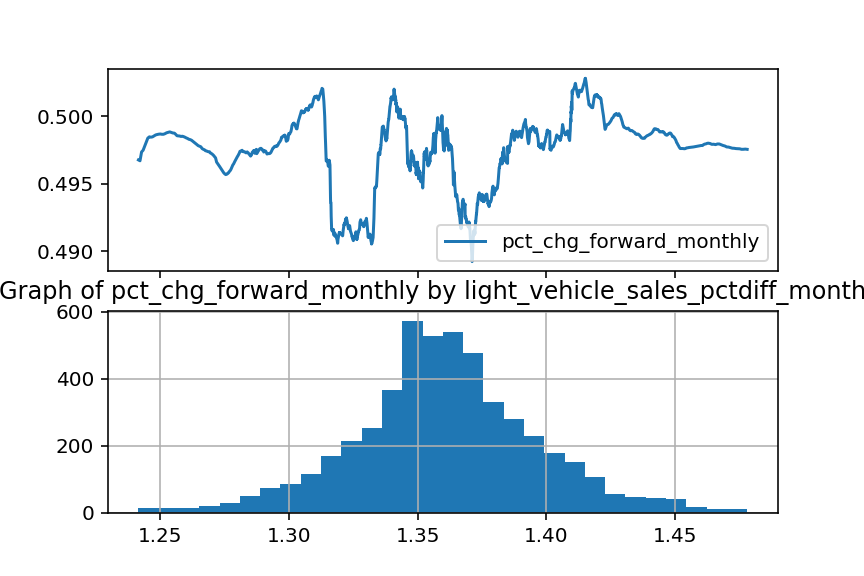 0.500
0.495
0.490
pct_chg_forward_monthly
Graph of pct_chg_forward_monthly by light_vehicle_sales_pctdiff_month
600
400
200
0
1.25 1.30 1.35 1.40 1.45